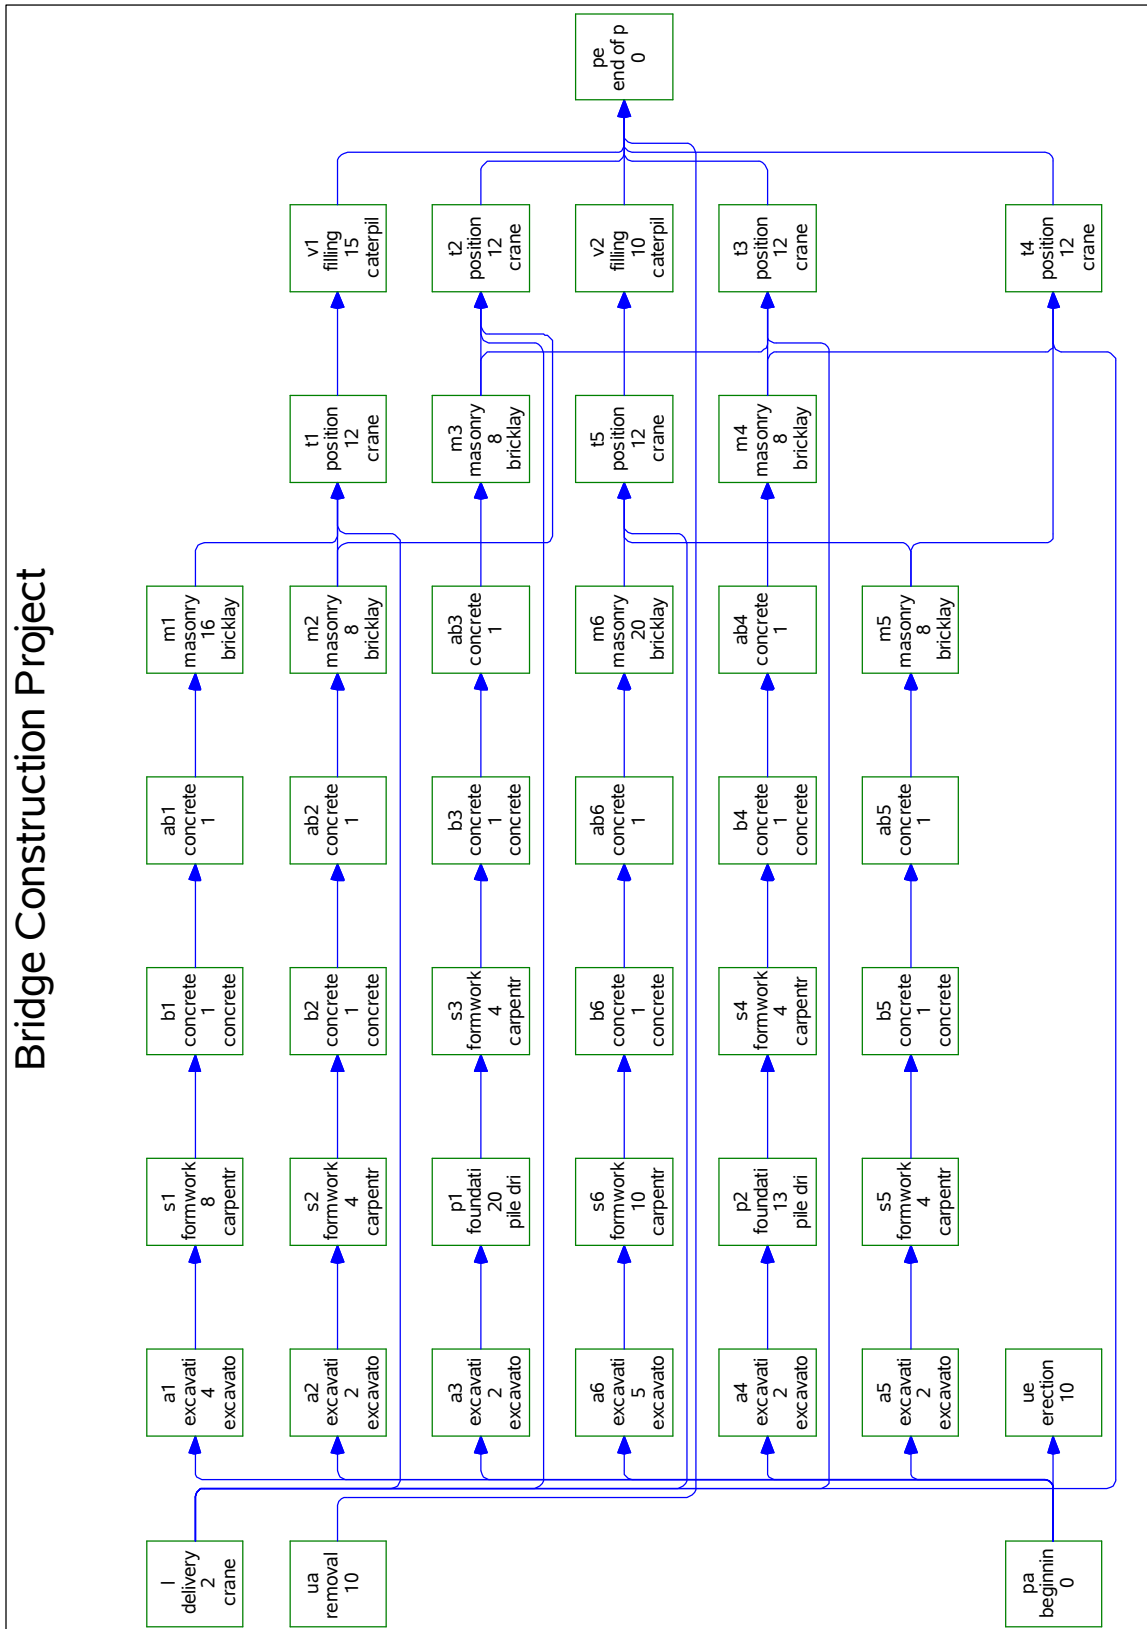 Bridge Construction Project
l
delivery
2
crane
ua
removal
10
pa
beginnin
0
a1
excavati
4
excavato
a2
excavati
2
excavato
a3
excavati
2
excavato
a6
excavati
5
excavato
a4
excavati
2
excavato
a5
excavati
2
excavato
ue
erection
10
s1
formwork
8
carpentr
s2
formwork
4
carpentr
p1
foundati
20
pile dri
s6
formwork
10
carpentr
p2
foundati
13
pile dri
s5
formwork
4
carpentr
b1
concrete
1
concrete
b2
concrete
1
concrete
s3
formwork
4
carpentr
b6
concrete
1
concrete
s4
formwork
4
carpentr
b5
concrete
1
concrete
ab1
concrete
1
ab2
concrete
1
b3
concrete
1
concrete
ab6
concrete
1
b4
concrete
1
concrete
ab5
concrete
1
m1
masonry
16
bricklay
m2
masonry
8
bricklay
ab3
concrete
1
m6
masonry
20
bricklay
ab4
concrete
1
m5
masonry
8
bricklay
t1
position
12
crane
m3
masonry
8
bricklay
t5
position
12
crane
m4
masonry
8
bricklay
v1
filling
15
caterpil
t2
position
12
crane
v2
filling
10
caterpil
t3
position
12
crane
t4
position
12
crane
pe
end of p
0